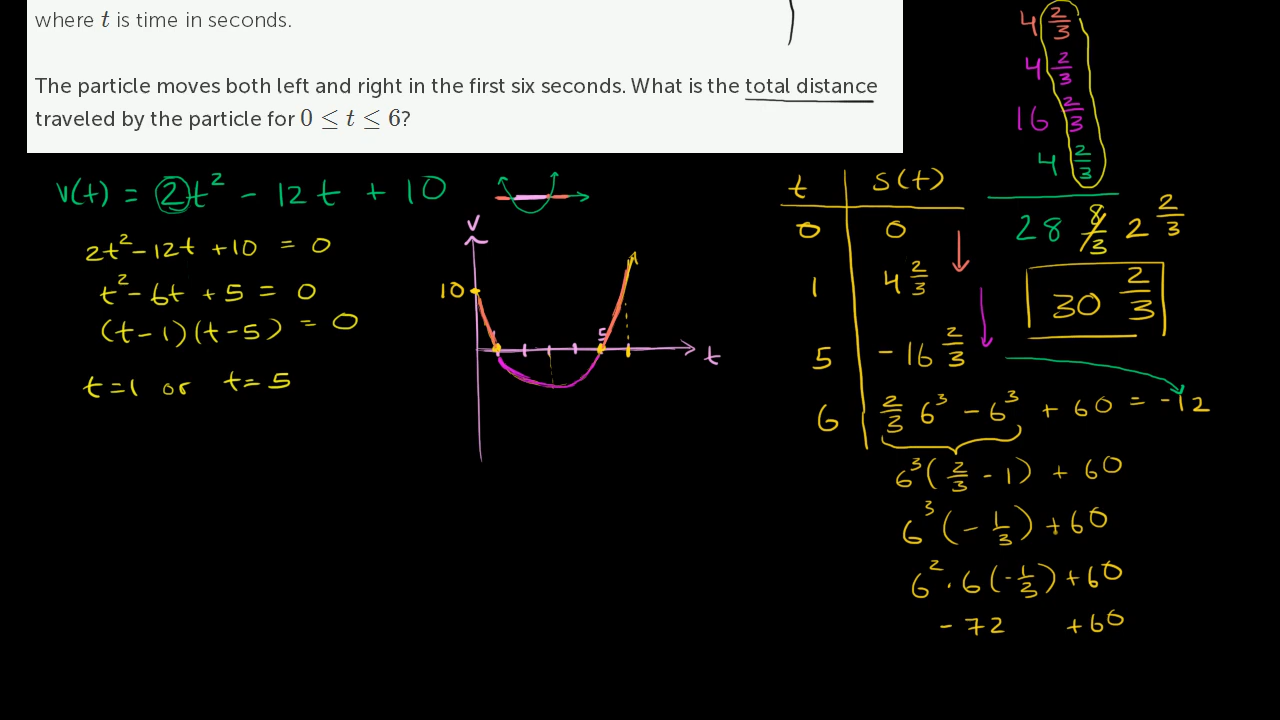 where t is time in seconds.
The particle moves both left and right in the first six seconds. What is the total distance
traveled by the particle for 0 ≤ t ≤ 6?
v(t) = 2t² - 12t + 10
2t² - 12t + 10 = 0
t² - 6t + 5 = 0
(t - 1)(t - 5) = 0
t = 1 or t = 5
v
10
5
t
t | s(t)
0 | 0
1 | 4 2/3
5 | - 16 2/3
6 | 2/3 6³ - 6³ + 60 = -12
6³(2/3 - 1) + 60
6³(- 1/3) + 60
6² · 6(- 1/3) + 60
- 72 + 60
4 2/3
4 2/3
16 2/3
4 2/3
28 8/3 2 2/3
30 2/3